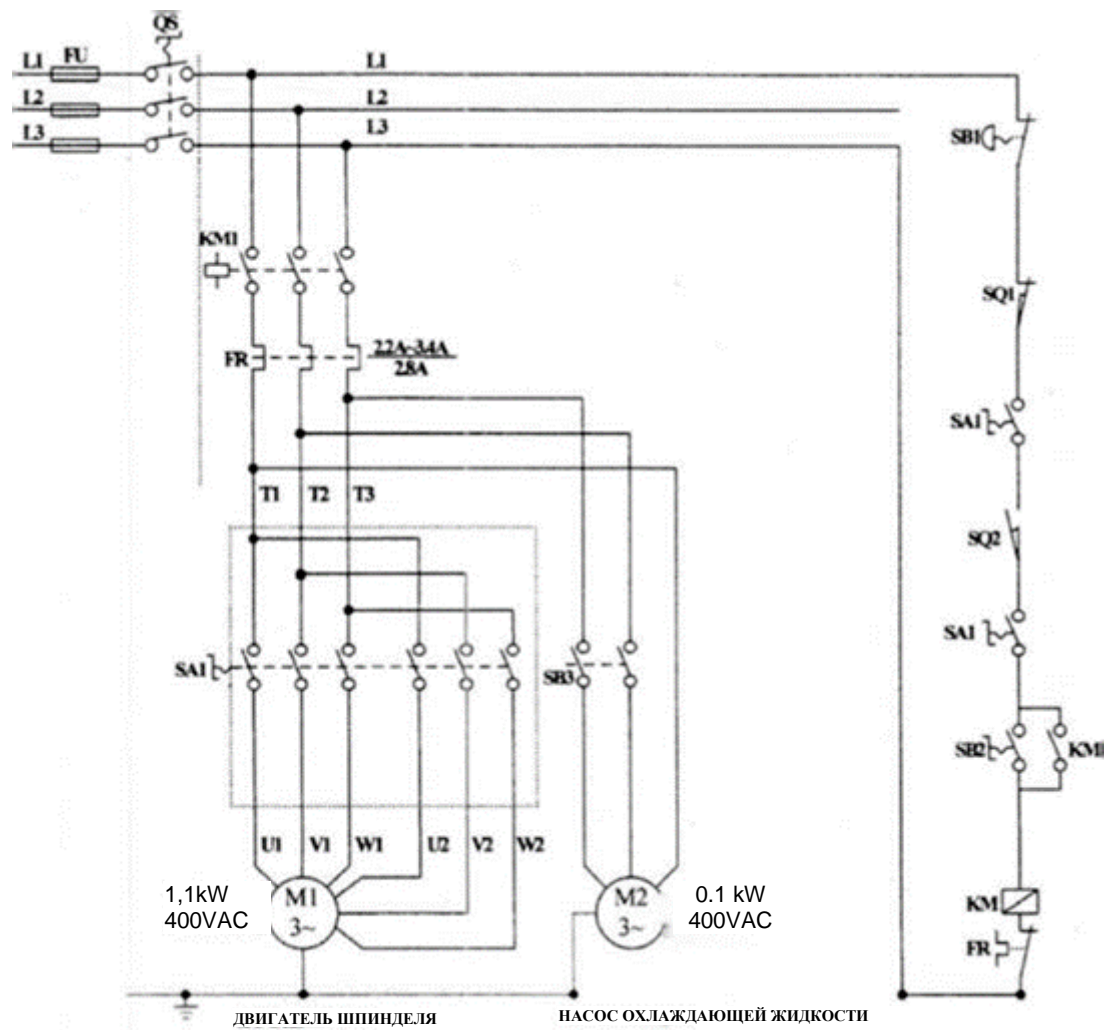 QS
L1 FU L1
L2 L2
L3 L3
SB1
KM1
SQ1
FR 2.2A~3.4A
2.8A
SA1
T1 T2 T3
SQ2
SA1
SA1 SB3
SB2 KM1
U1 V1 W1 U2 V2 W2
1,1kW M1 M2 0.1 kW
400VAC 3~ 3~ 400VAC
KM
FR
ДВИГАТЕЛЬ ШПИНДЕЛЯ НАСОС ОХЛАЖДАЮЩЕЙ ЖИДКОСТИ